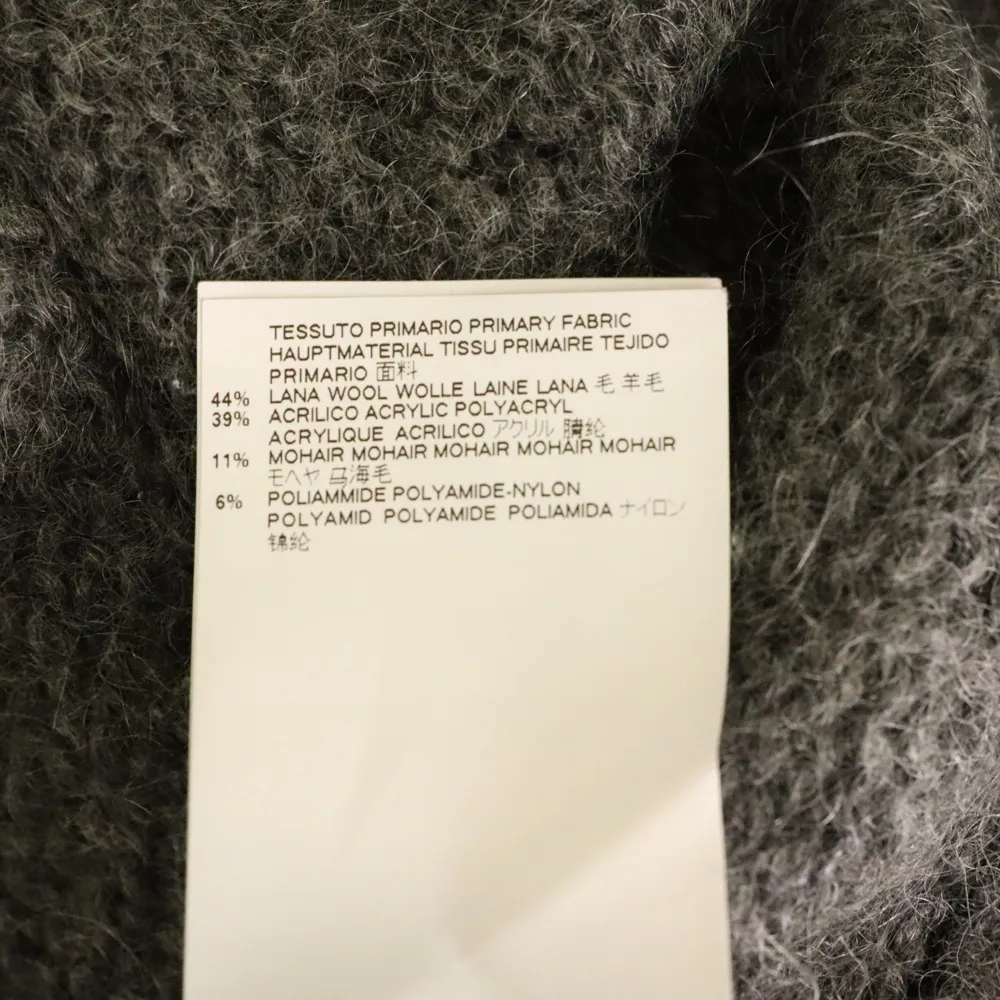 TESSUTO PRIMARIO PRIMARY FABRIC
HAUPTMATERIAL TISSU PRIMAIRE TEJIDO
PRIMARIO 面料
44% LANA WOOL WOLLE LAINE LANA 毛 羊毛
39% ACRILICO ACRYLIC POLYACRYL
ACRYLIQUE ACRILICO アクリル 腈纶
11% MOHAIR MOHAIR MOHAIR MOHAIR MOHAIR
モヘヤ 马海毛
6% POLIAMMIDE POLYAMIDE-NYLON
POLYAMID POLYAMIDE POLIAMIDA ナイロン
锦纶